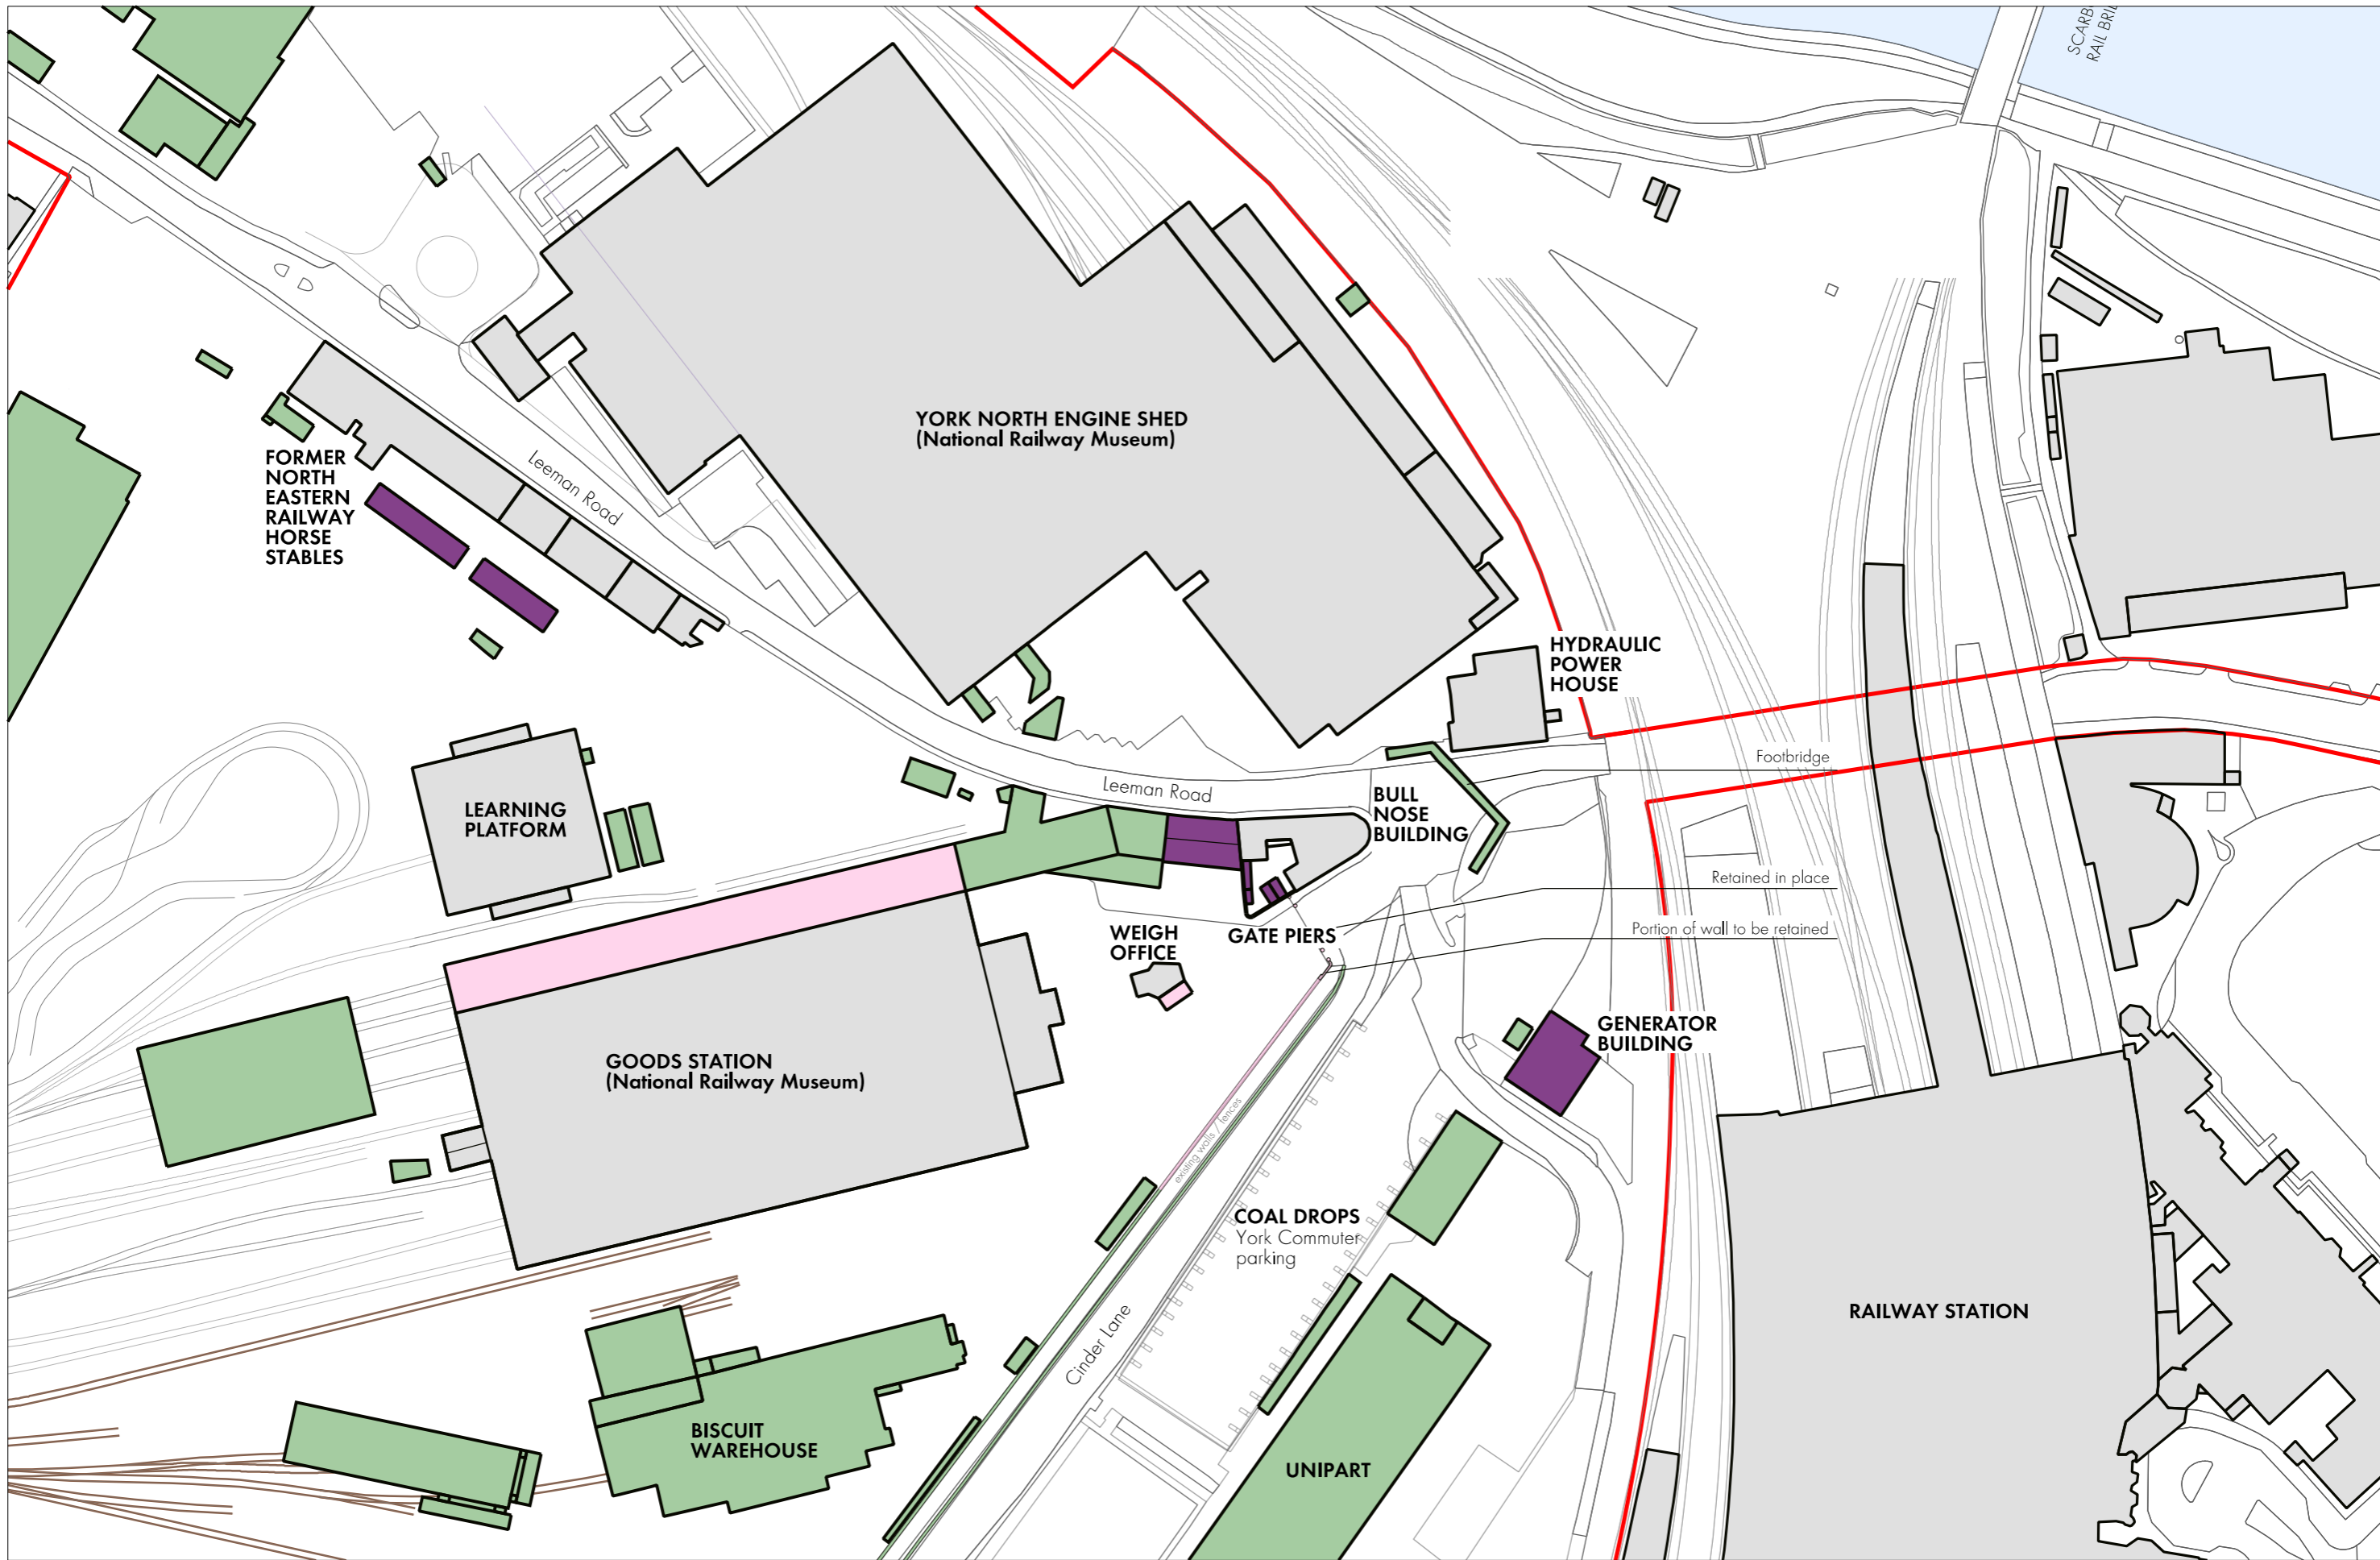 SCARB
RAIL BRI
YORK NORTH ENGINE SHED
(National Railway Museum)
FORMER
NORTH
EASTERN
RAILWAY
HORSE
STABLES
Leeman Road
HYDRAULIC
POWER
HOUSE
Footbridge
LEARNING
PLATFORM
Leeman Road
BULL
NOSE
BUILDING
Retained in place
WEIGH
OFFICE
GATE PIERS
Portion of wall to be retained
GENERATOR
BUILDING
GOODS STATION
(National Railway Museum)
existing walls / fences
COAL DROPS
York Commuter
parking
Cinder Lane
RAILWAY STATION
BISCUIT
WAREHOUSE
UNIPART